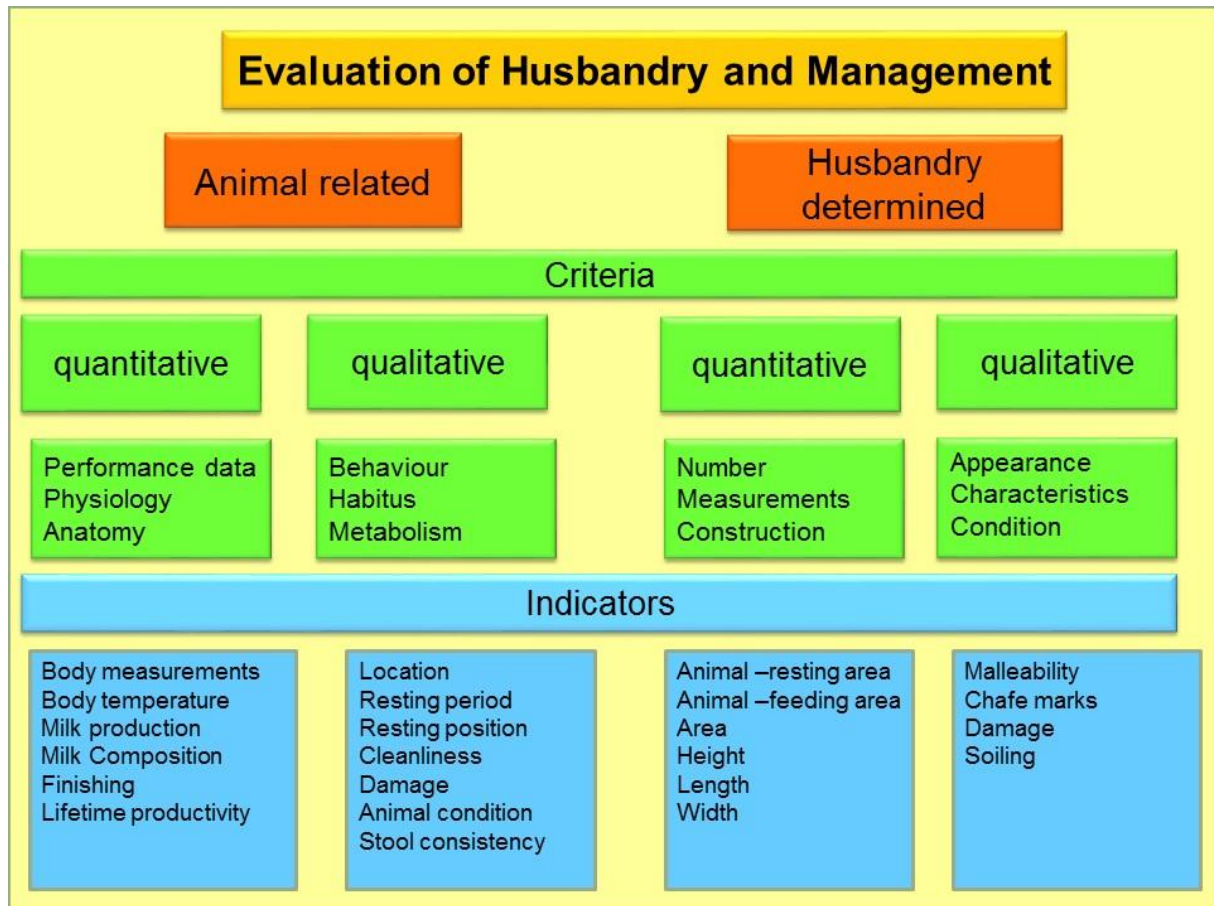 Evaluation of Husbandry and Management
Animal related
Husbandry
determined
Criteria
quantitative
qualitative
quantitative
qualitative
Performance data
Physiology
Anatomy
Behaviour
Habitus
Metabolism
Number
Measurements
Construction
Appearance
Characteristics
Condition
Indicators
Body measurements
Body temperature
Milk production
Milk Composition
Finishing
Lifetime productivity
Location
Resting period
Resting position
Cleanliness
Damage
Animal condition
Stool consistency
Animal –resting area
Animal –feeding area
Area
Height
Length
Width
Malleability
Chafe marks
Damage
Soiling